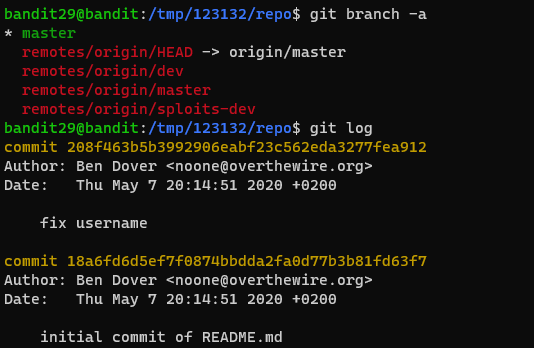 bandit29@bandit:/tmp/123132/repo$ git branch -a
* master
  remotes/origin/HEAD -> origin/master
  remotes/origin/dev
  remotes/origin/master
  remotes/origin/sploits-dev
bandit29@bandit:/tmp/123132/repo$ git log
commit 208f463b5b3992906eabf23c562eda3277fea912
Author: Ben Dover <noone@overthewire.org>
Date:   Thu May 7 20:14:51 2020 +0200

    fix username

commit 18a6fd6d5ef7f0874bbdda2fa0d77b3b81fd63f7
Author: Ben Dover <noone@overthewire.org>
Date:   Thu May 7 20:14:51 2020 +0200

    initial commit of README.md